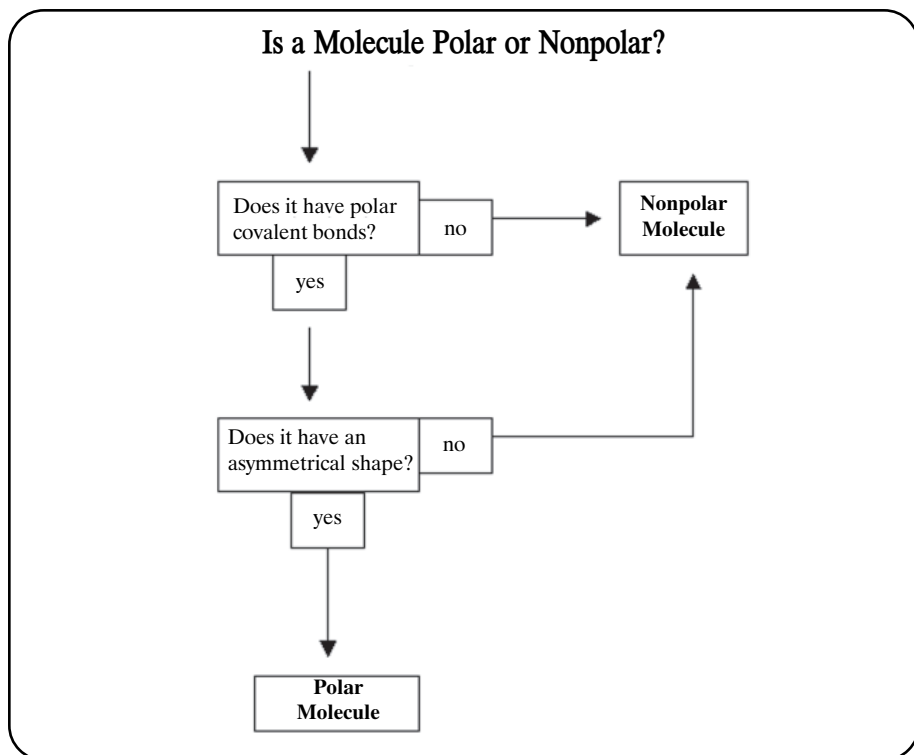 Is a Molecule Polar or Nonpolar?
Does it have polar
covalent bonds?
no
yes
Nonpolar
Molecule
Does it have an
asymmetrical shape?
no
yes
Polar
Molecule